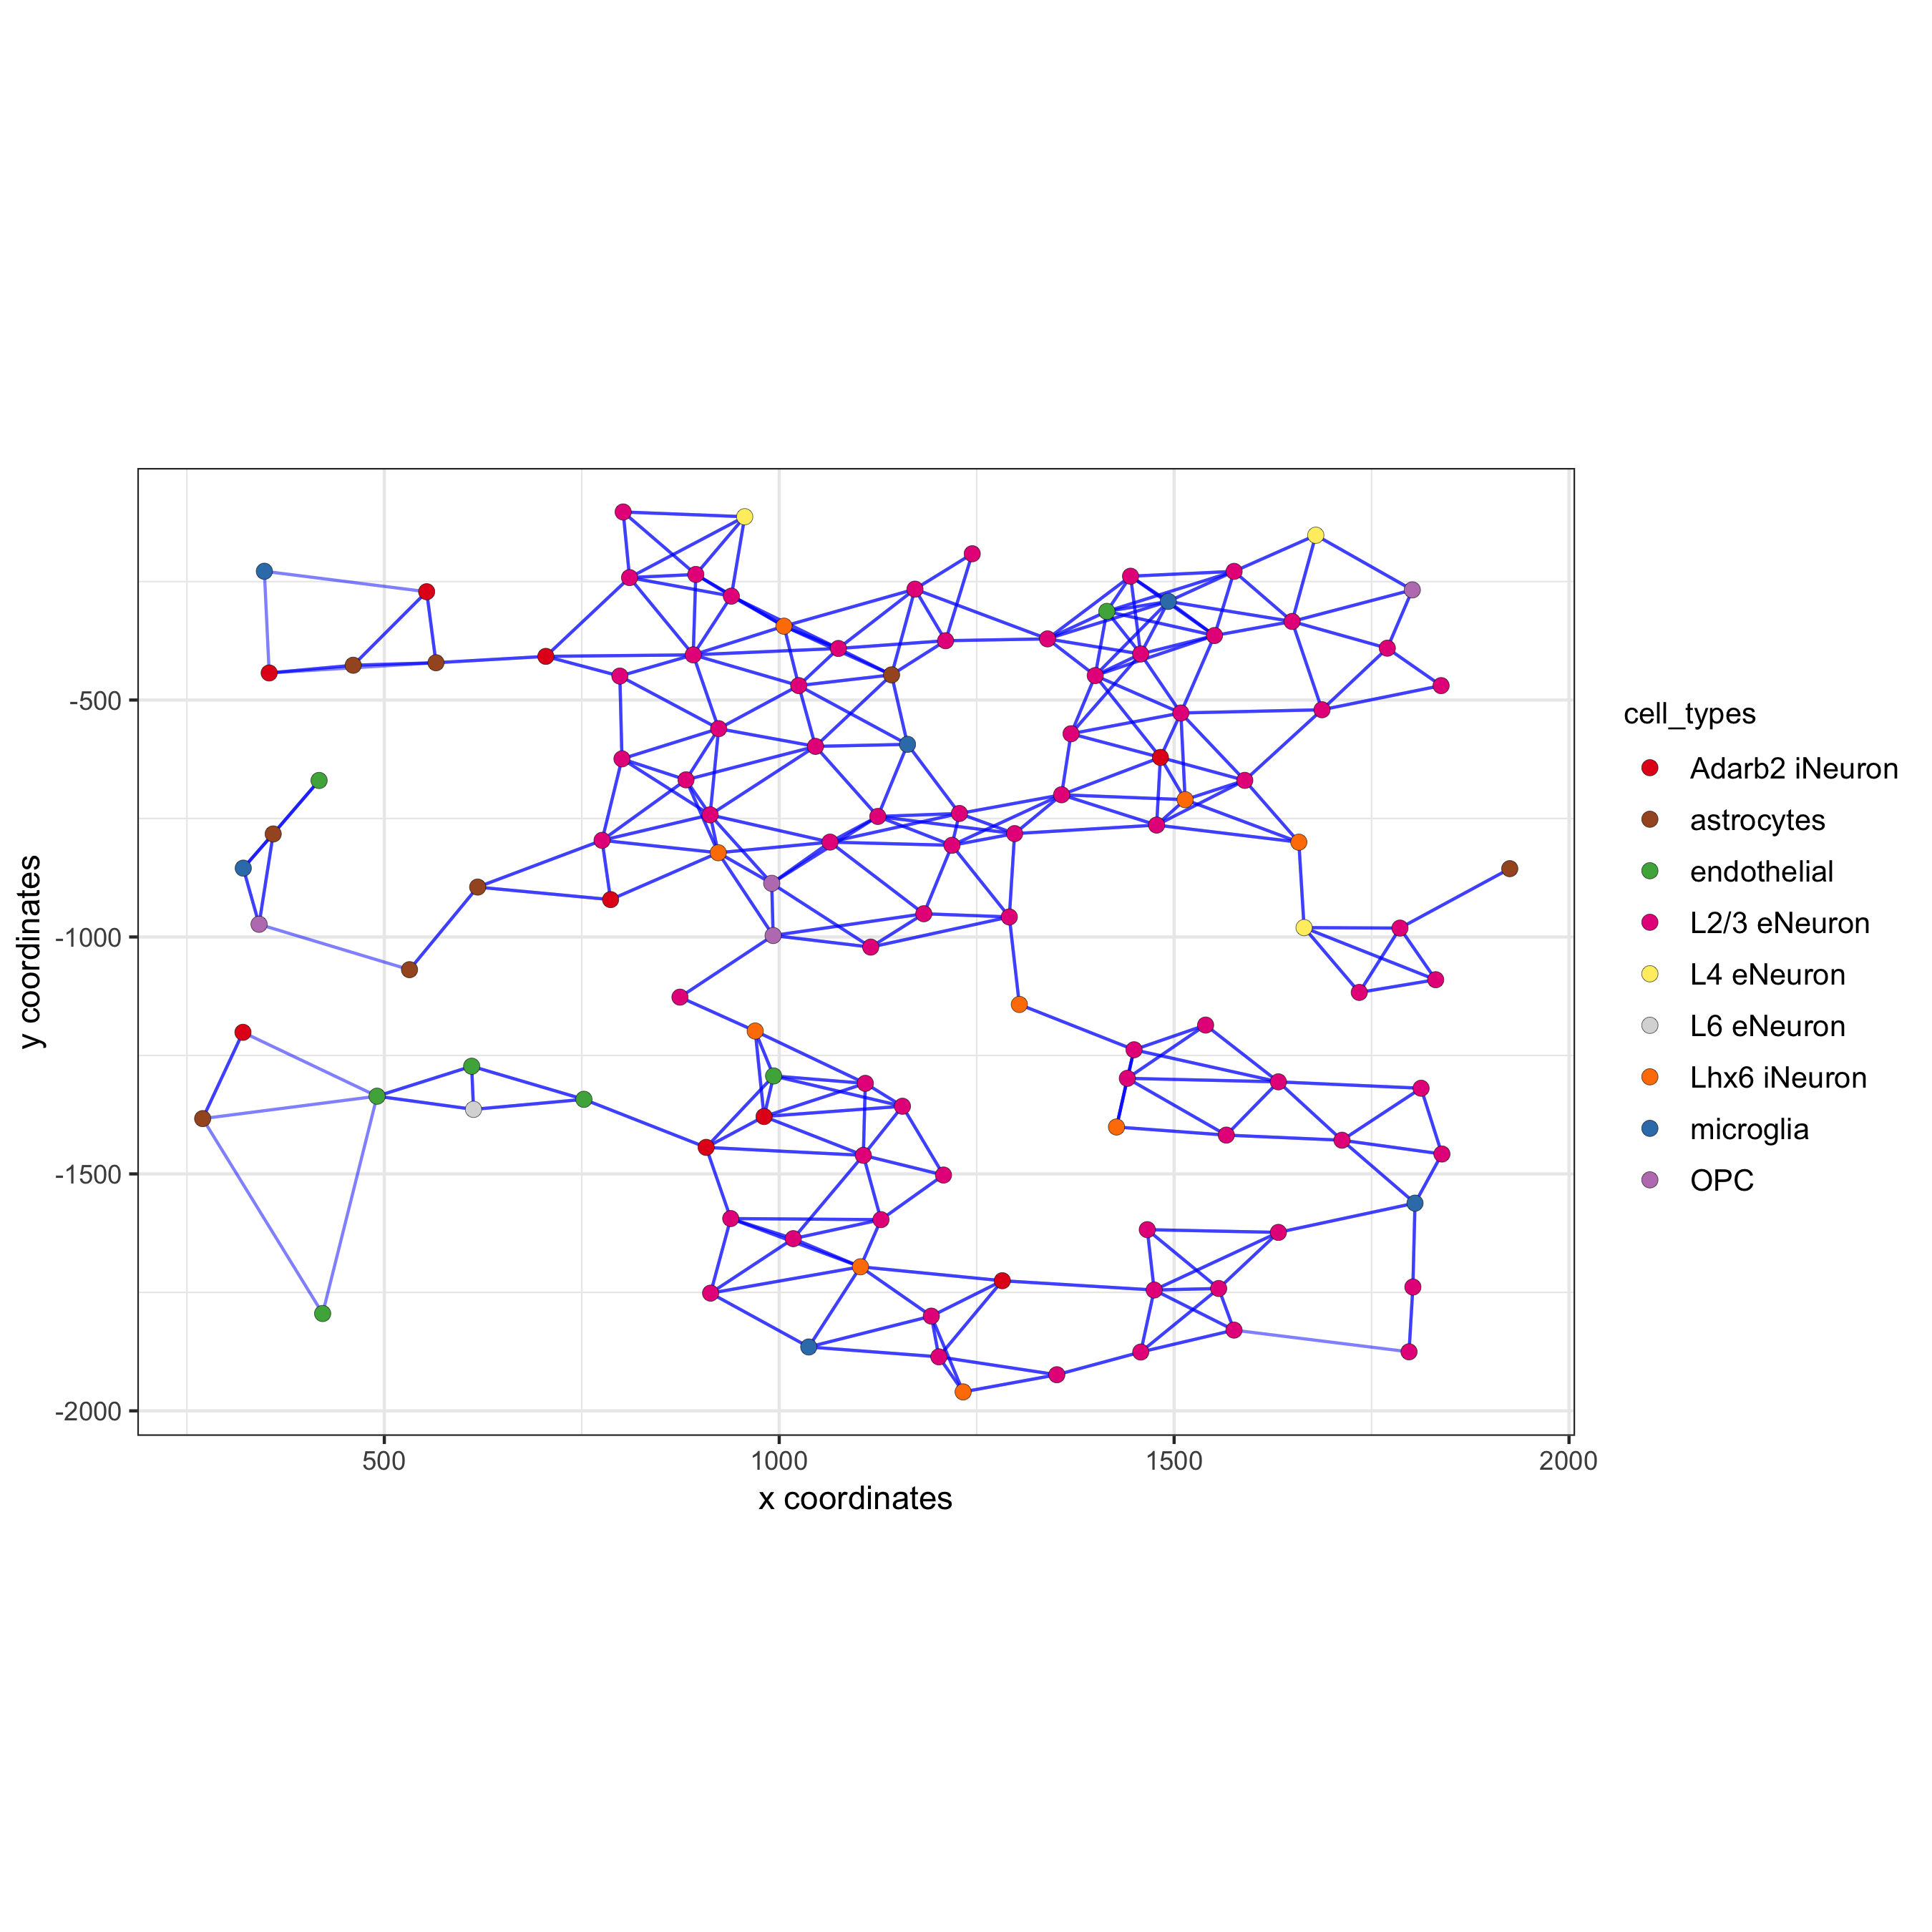 -500
-1000
-1500
-2000
y coordinates
500
1000
1500
2000
x coordinates
cell_types
Adarb2 iNeuron
astrocytes
endothelial
L2/3 eNeuron
L4 eNeuron
L6 eNeuron
Lhx6 iNeuron
microglia
OPC